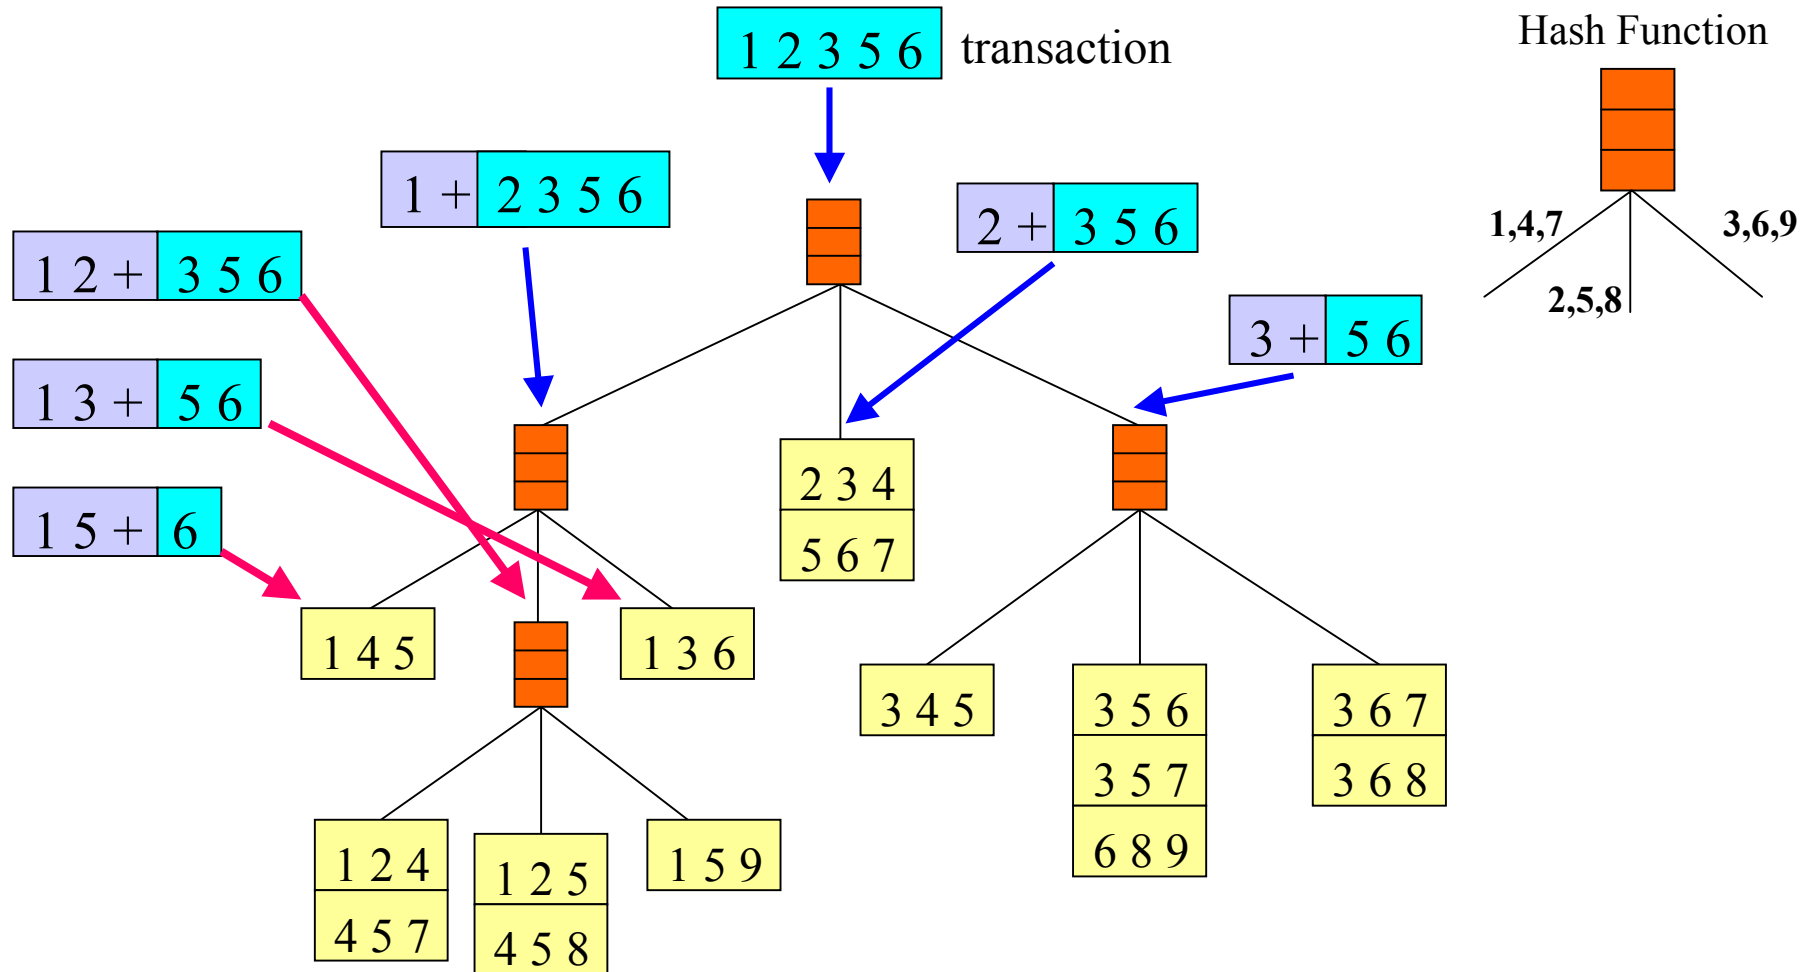 1 2 3 5 6 transaction
Hash Function
1 + 2 3 5 6
2 + 3 5 6
1,4,7
3,6,9
2,5,8
1 2 + 3 5 6
3 + 5 6
1 3 + 5 6
1 5 + 6
2 3 4
5 6 7
1 4 5
1 3 6
3 4 5
3 5 6
3 6 7
3 5 7
3 6 8
6 8 9
1 2 4
1 2 5
1 5 9
4 5 7
4 5 8